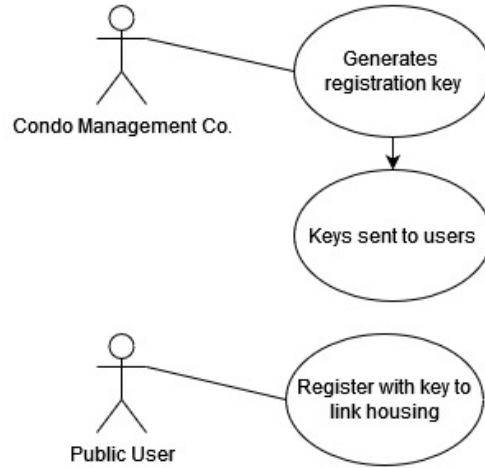 Generates
registration key
Condo Management Co.
Keys sent to users
Register with key to
link housing
Public User